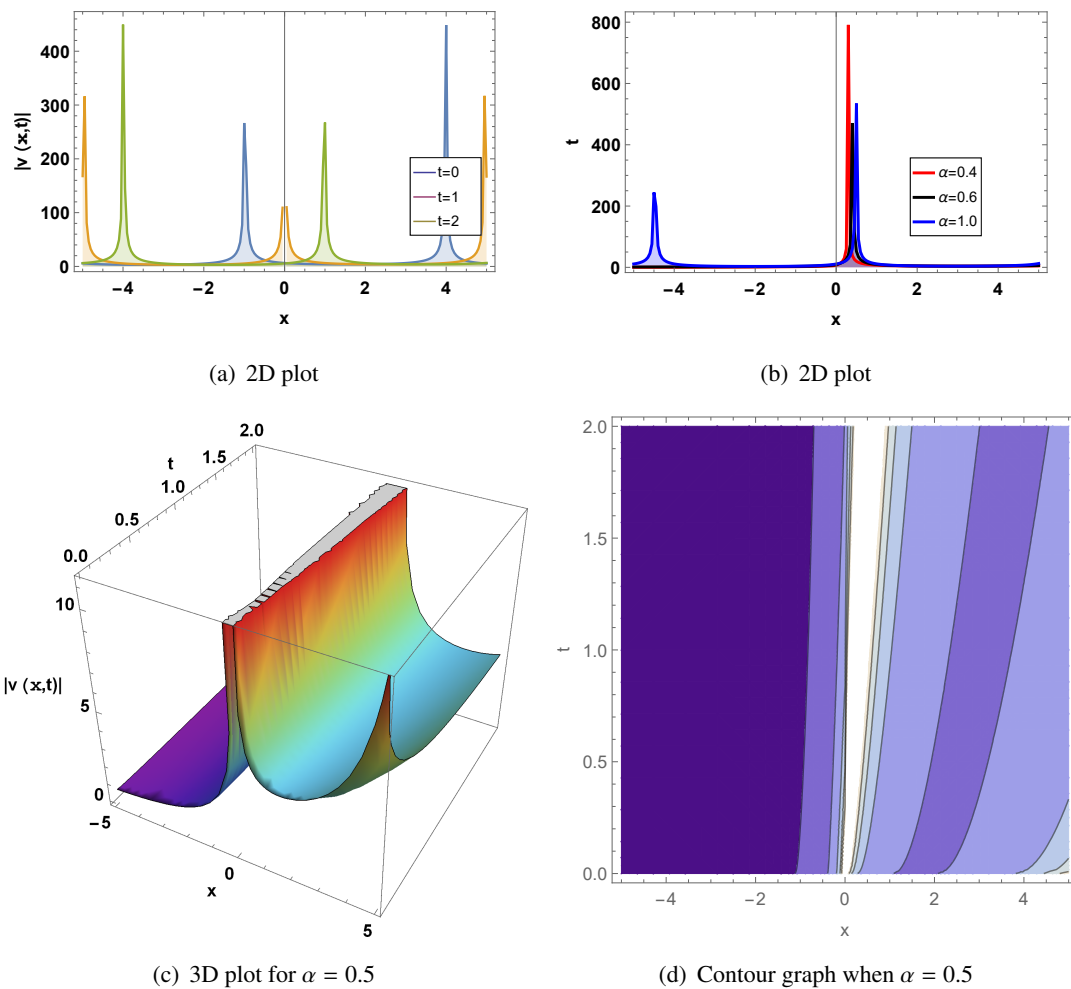 400
300
200
100
0
|v (x,t)|
−4
−2
0
2
4
x
t=0
t=1
t=2
(a) 2D plot
800
600
400
200
0
t
−4
−2
0
2
4
x
α=0.4
α=0.6
α=1.0
(b) 2D plot
2.0
1.5
1.0
0.5
0.0
t
10
5
0
|v (x,t)|
−5
0
5
x
(c) 3D plot for α = 0.5
2.0
1.5
1.0
0.5
0.0
t
−4
−2
0
2
4
x
(d) Contour graph when α = 0.5